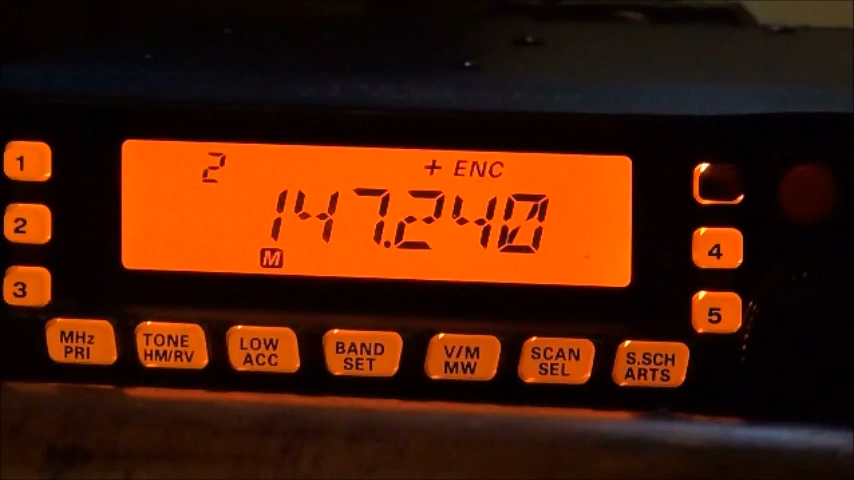 2 + ENC
147.240
M
1
2
3
4
5
MHz PRI
TONE HM/RV
LOW ACC
BAND SET
V/M MW
SCAN SEL
S.SCH ARTS